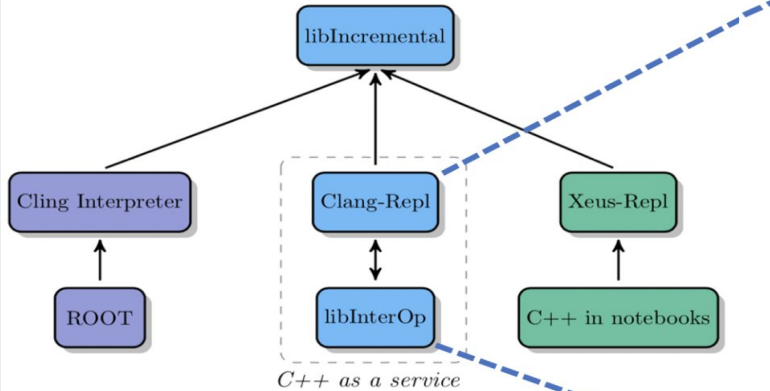 libIncremental
Cling Interpreter
Clang-Repl
Xeus-Repl
ROOT
libInterOp
C++ in notebooks
C++ as a service